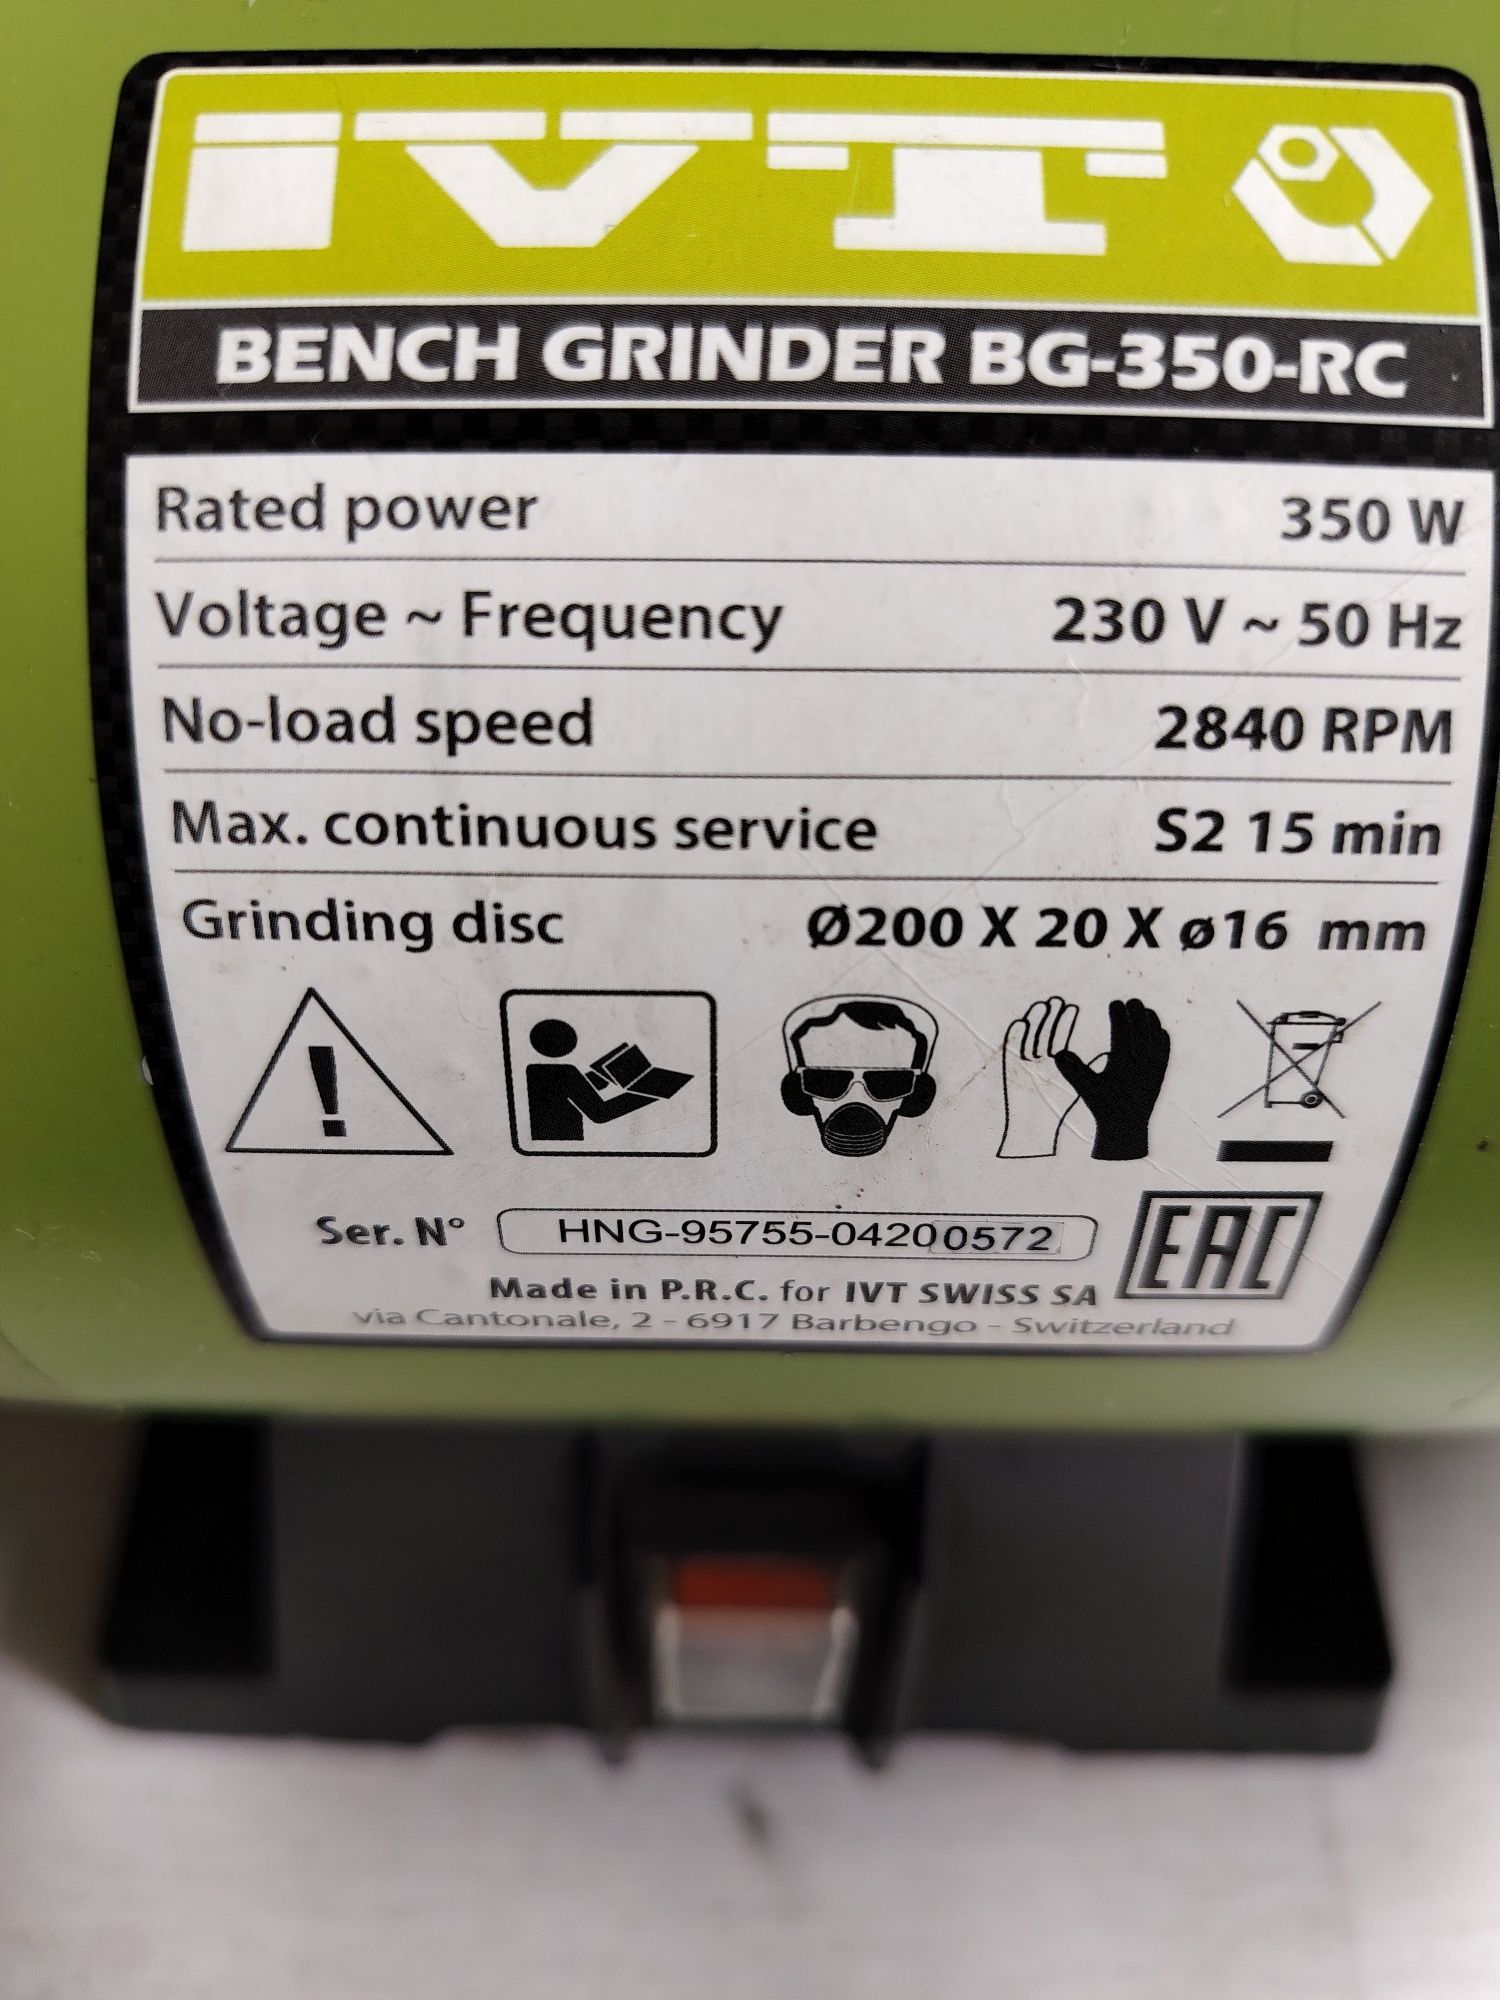 IVT
BENCH GRINDER BG-350-RC
Rated power 350 W
Voltage ~ Frequency 230 V ~ 50 Hz
No-load speed 2840 RPM
Max. continuous service S2 15 min
Grinding disc Ø200 X 20 X ø16 mm
Ser. N° HNG-95755-04200572
EAC
Made in P.R.C. for IVT SWISS SA
via Cantonale, 2 - 6917 Barbengo - Switzerland